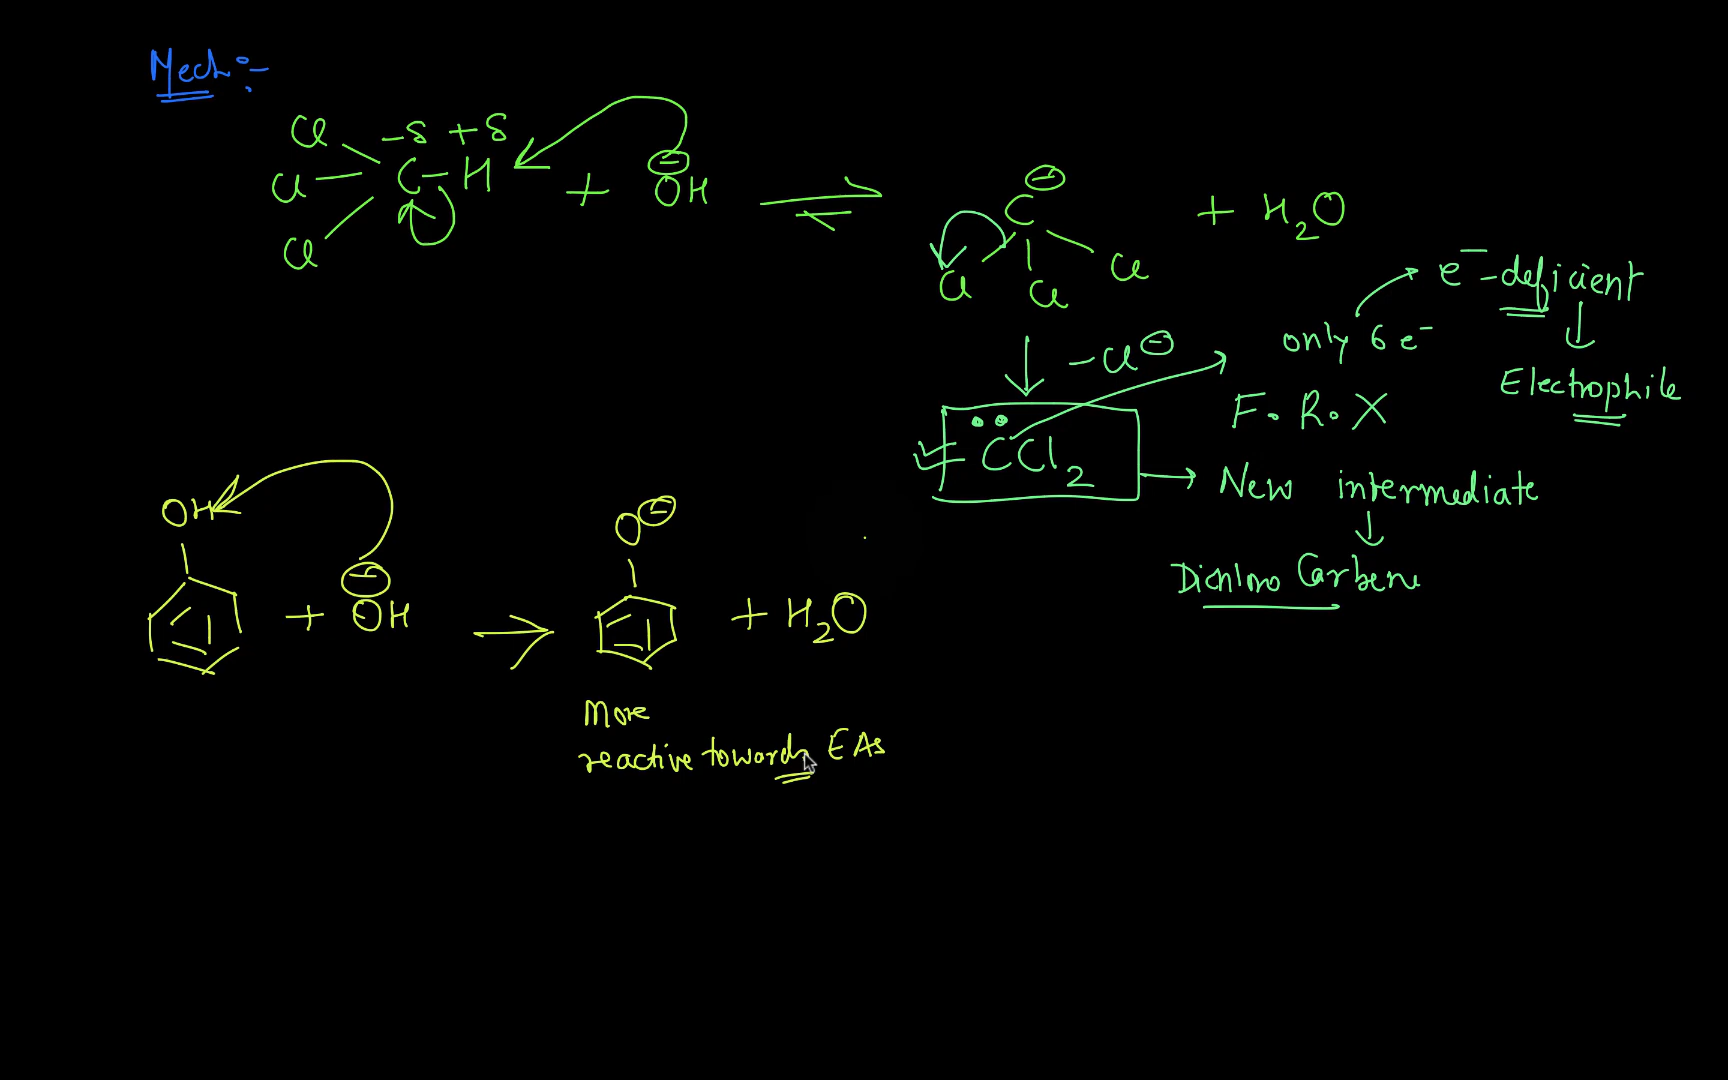 Mech :-
Cl -δ +δ
Cl C-H + ⊖OH ⇌ C⊖ + H2O
Cl
Cl Cl Cl
e⁻-deficient
only 6 e⁻
-Cl⊖
Electrophile
F. R. X
C̈Cl2
New intermediate
Dichloro Carbene
OH + ⊖OH → O⊖ + H2O
More
reactive towards EAs